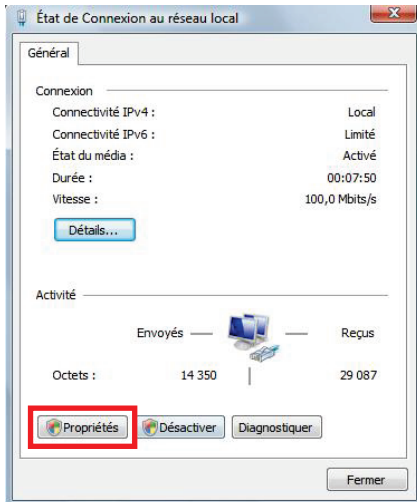 État de Connexion au réseau local
Général
Connexion
Connectivité IPv4 : Local
Connectivité IPv6 : Limité
État du média : Activé
Durée : 00:07:50
Vitesse : 100,0 Mbits/s
Détails...
Activité
Envoyés — — Reçus
Octets : 14 350 | 29 087
Propriétés Désactiver Diagnostiquer
Fermer